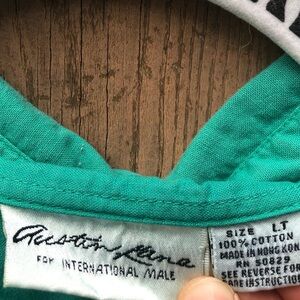 Austin Lane
FOR INTERNATIONAL MALE
SIZE LT
100% COTTON
MADE IN HONG KONG
RN 50829
SEE REVERSE FOR
CARE INSTRUCTION